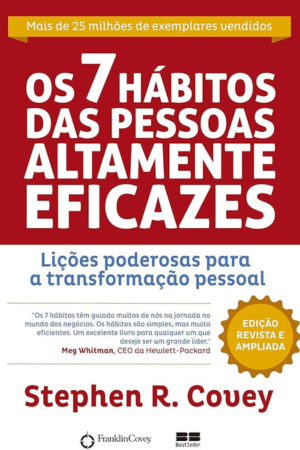 Mais de 25 milhões de exemplares vendidos
OS 7 HÁBITOS
DAS PESSOAS
ALTAMENTE
EFICAZES
Lições poderosas para
a transformação pessoal
"Os 7 hábitos têm guiado muitos de nós na jornada no
mundo dos negócios. Os hábitos são simples, mas muito
eficientes. Um excelente livro para qualquer um que
deseje ser um grande líder."
Meg Whitman, CEO da Hewlett-Packard
EDIÇÃO
REVISTA E
AMPLIADA
Stephen R. Covey
FranklinCovey
BestSeller